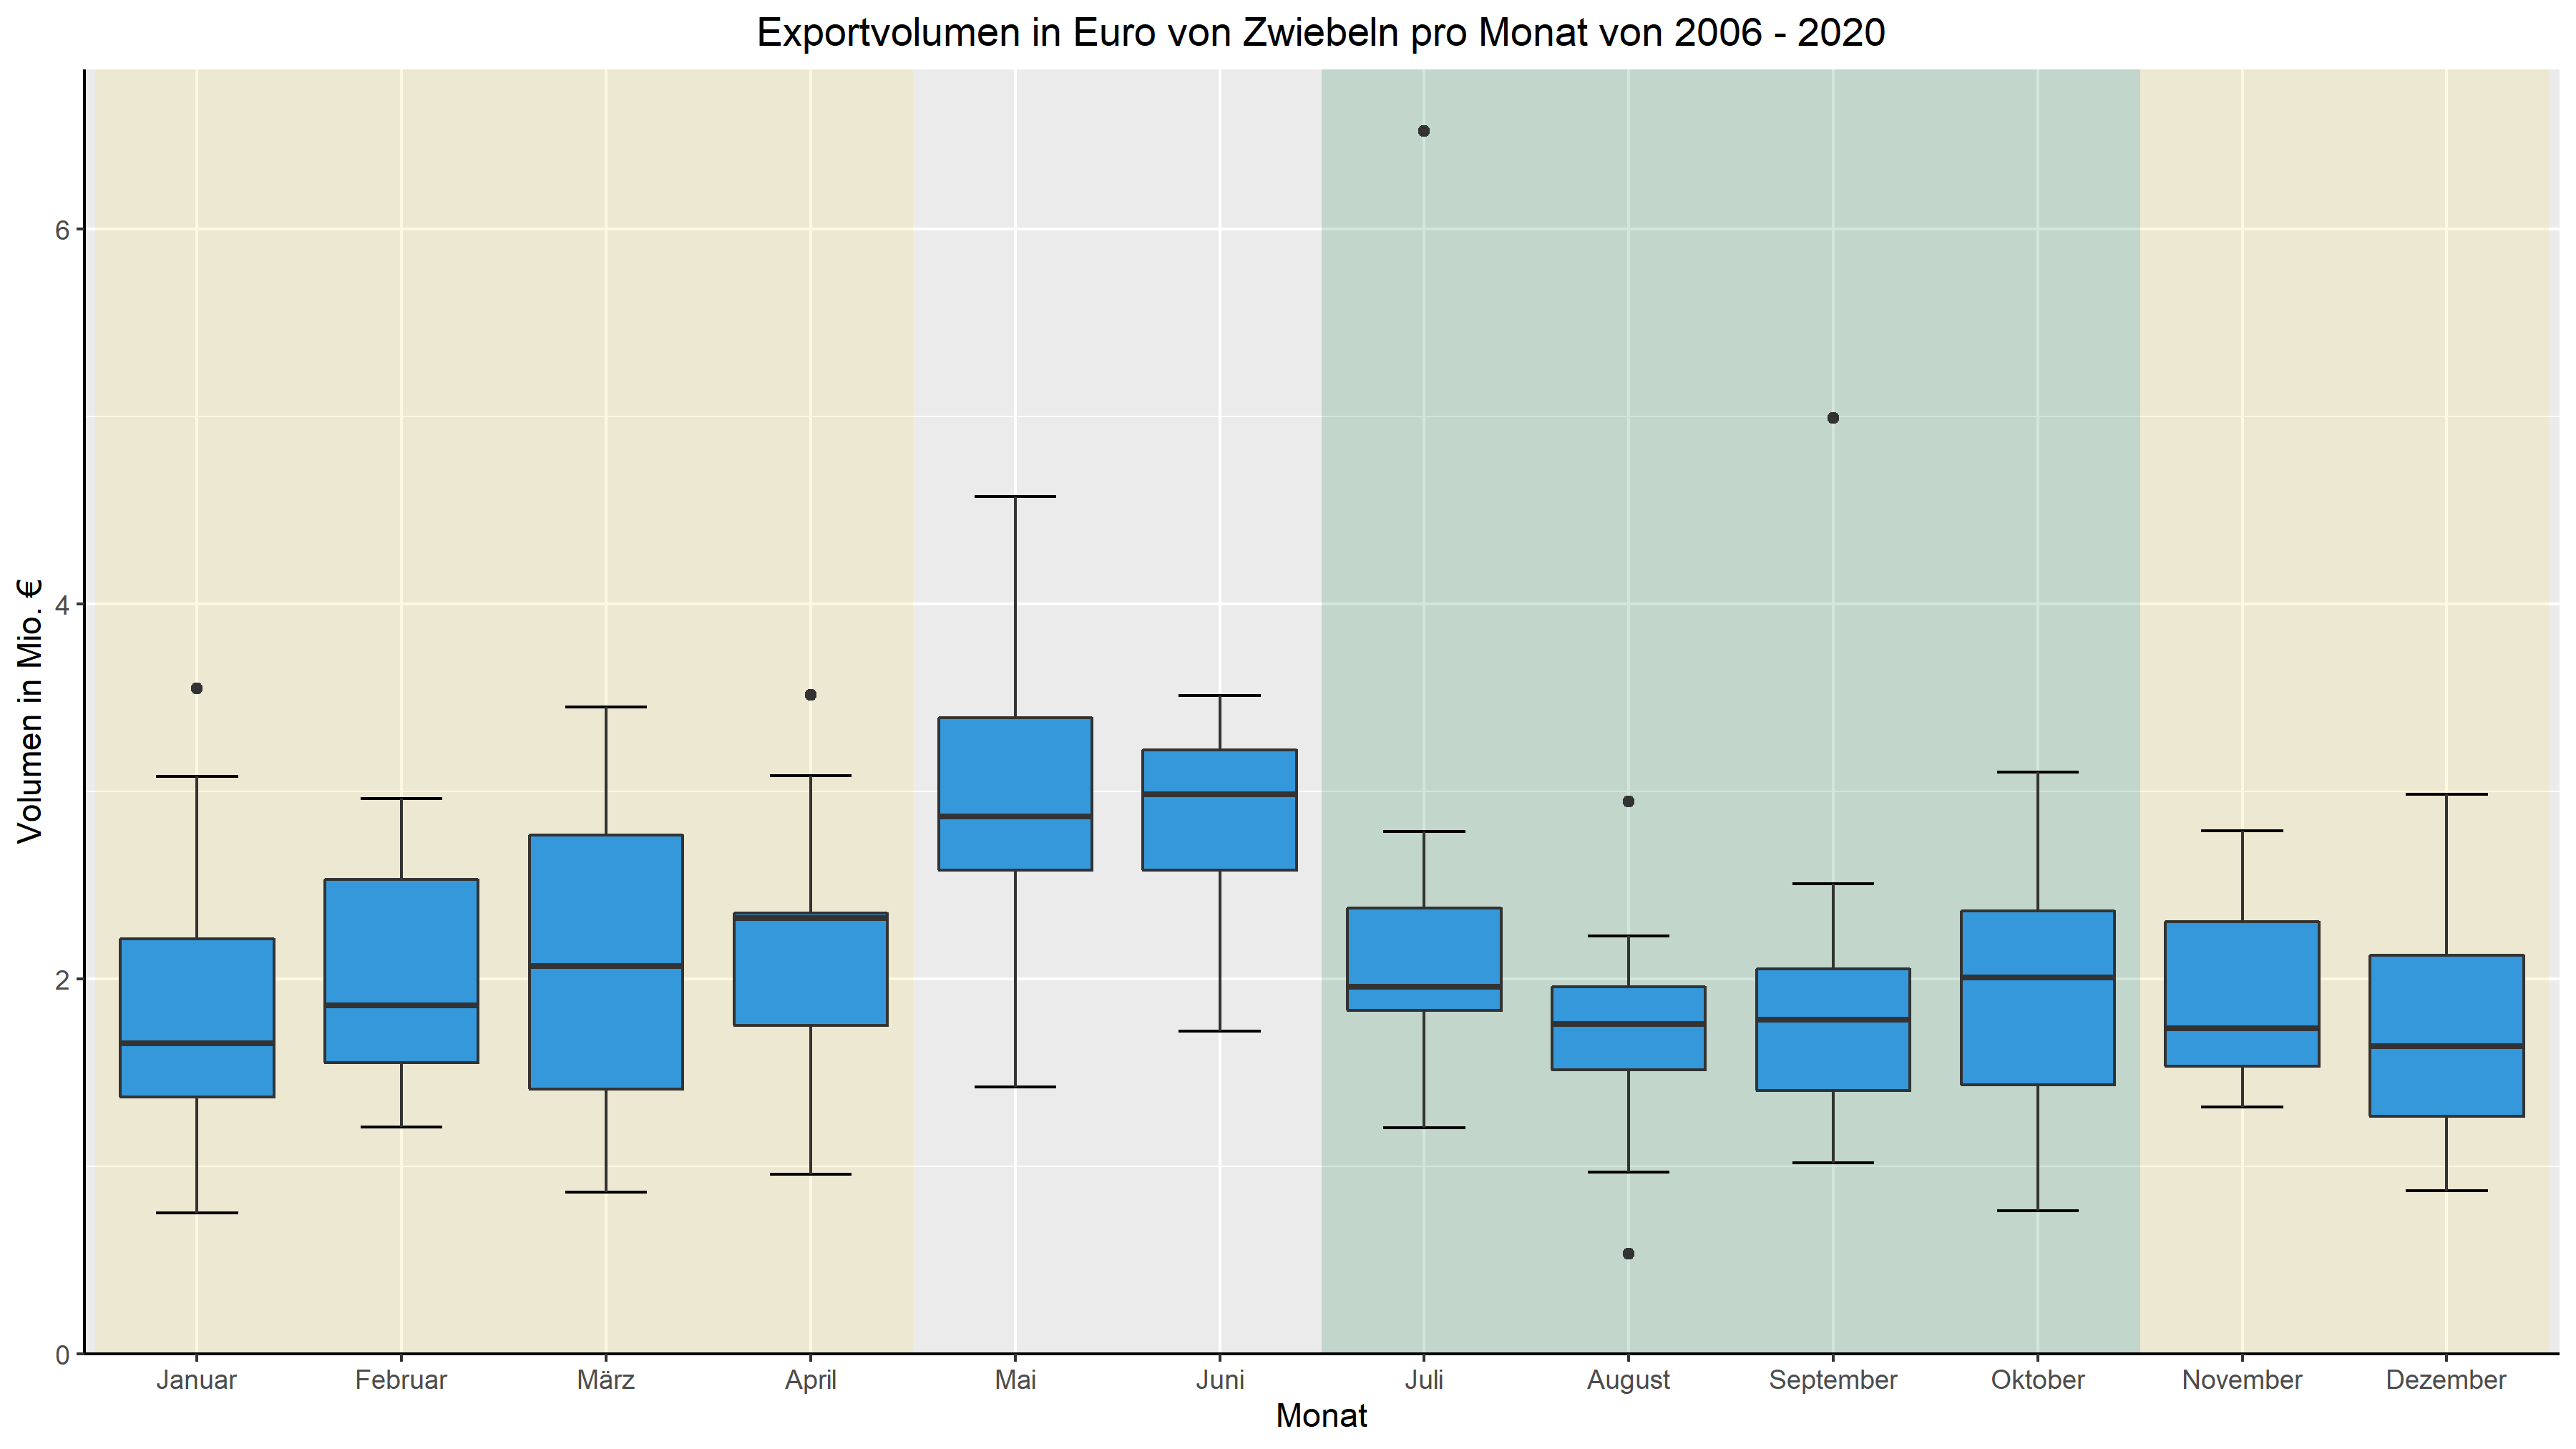 Exportvolumen in Euro von Zwiebeln pro Monat von 2006 - 2020
Volumen in Mio. €
6
4
2
0
Januar Februar März April Mai Juni Juli August September Oktober November Dezember
Monat